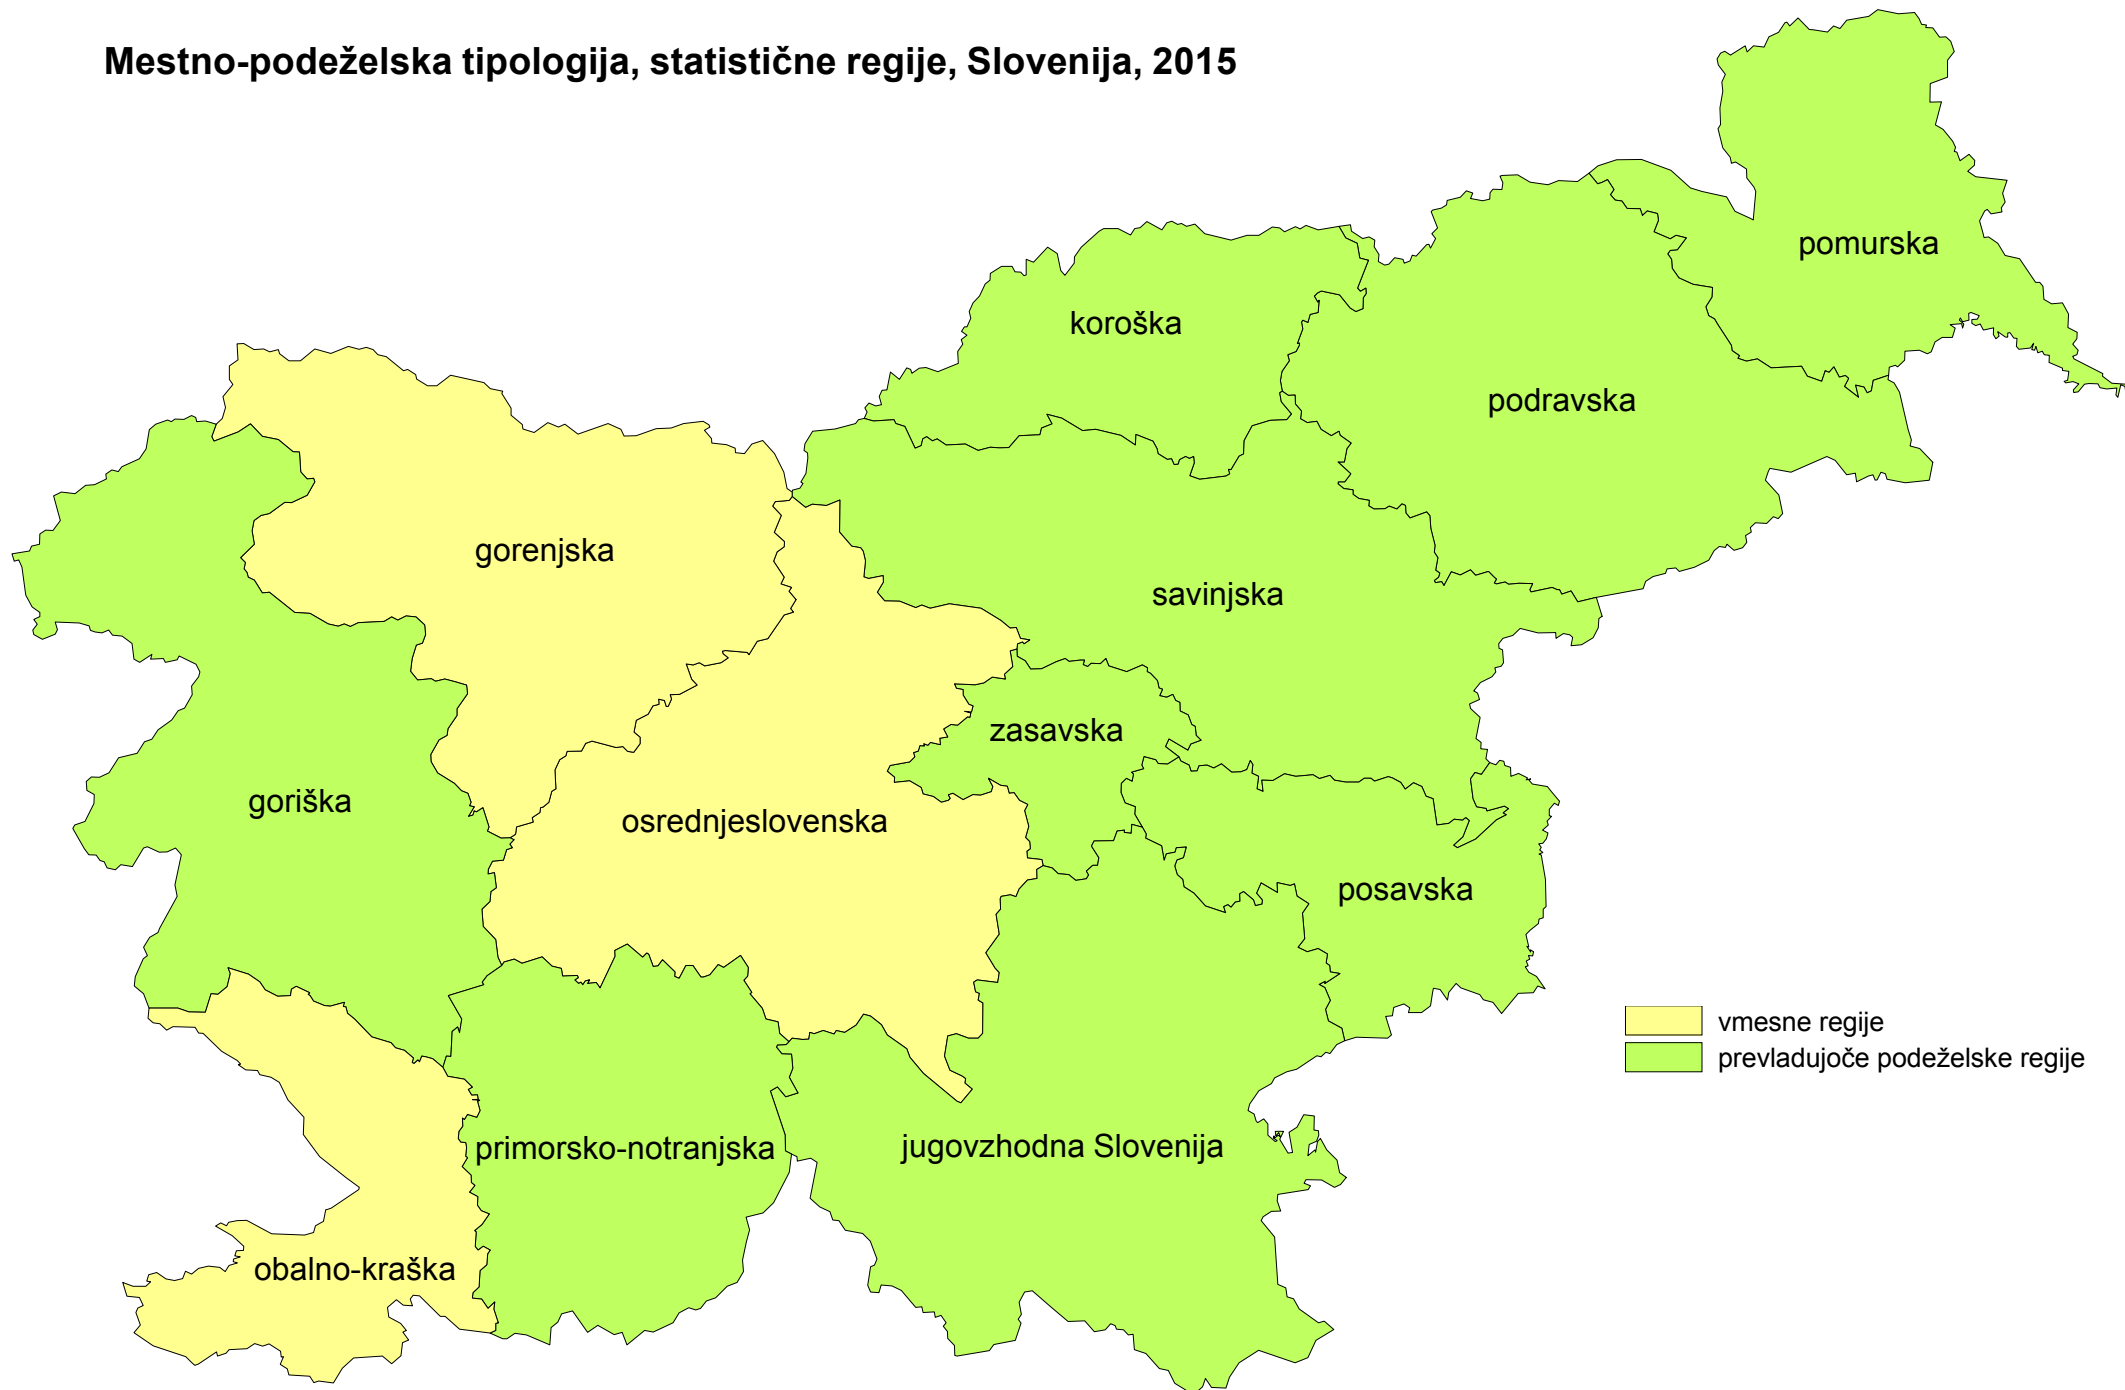 Mestno-podeželska tipologija, statistične regije, Slovenija, 2015
pomurska
koroška
podravska
gorenjska
savinjska
zasavska
goriška
osrednjeslovenska
posavska
vmesne regije
prevladujoče podeželske regije
primorsko-notranjska
jugovzhodna Slovenija
obalno-kraška